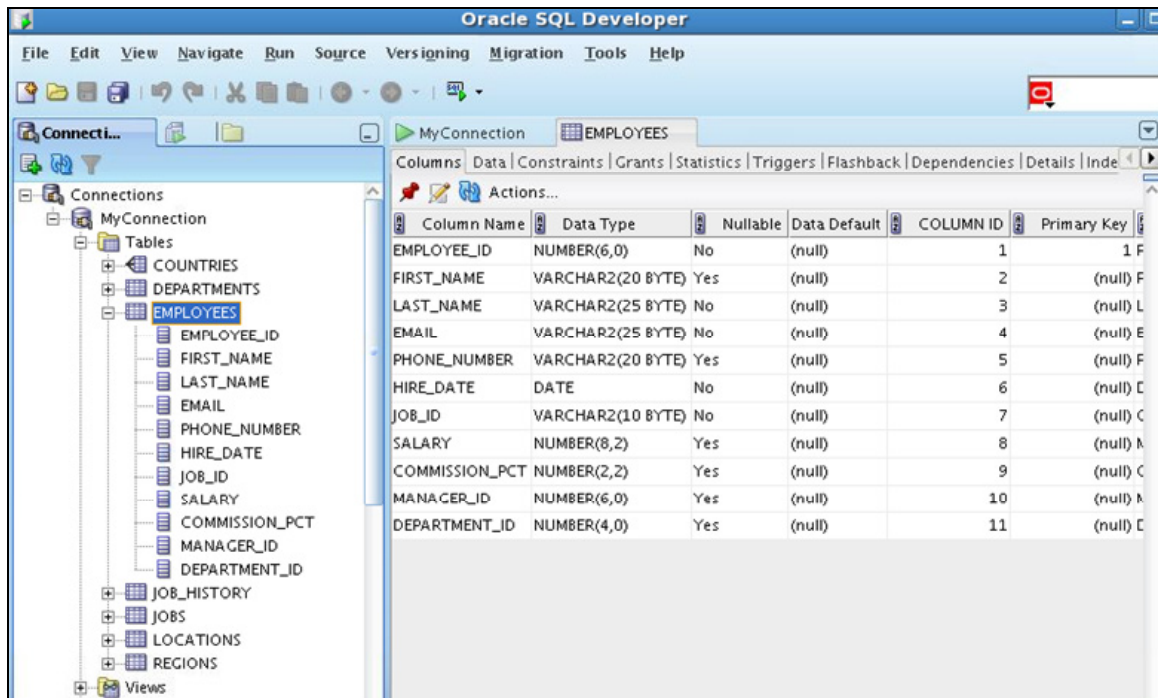 Oracle SQL Developer
File Edit View Navigate Run Source Versioning Migration Tools Help
Connecti...
MyConnection EMPLOYEES
Columns Data Constraints Grants Statistics Triggers Flashback Dependencies Details Inde
Actions...
Connections
MyConnection
Tables
COUNTRIES
DEPARTMENTS
EMPLOYEES
EMPLOYEE_ID
FIRST_NAME
LAST_NAME
EMAIL
PHONE_NUMBER
HIRE_DATE
JOB_ID
SALARY
COMMISSION_PCT
MANAGER_ID
DEPARTMENT_ID
JOB_HISTORY
JOBS
LOCATIONS
REGIONS
Views
Column Name Data Type Nullable Data Default COLUMN ID Primary Key
EMPLOYEE_ID NUMBER(6,0) No (null) 1 1
FIRST_NAME VARCHAR2(20 BYTE) Yes (null) 2 (null)
LAST_NAME VARCHAR2(25 BYTE) No (null) 3 (null)
EMAIL VARCHAR2(25 BYTE) No (null) 4 (null)
PHONE_NUMBER VARCHAR2(20 BYTE) Yes (null) 5 (null)
HIRE_DATE DATE No (null) 6 (null)
JOB_ID VARCHAR2(10 BYTE) No (null) 7 (null)
SALARY NUMBER(8,2) Yes (null) 8 (null)
COMMISSION_PCT NUMBER(2,2) Yes (null) 9 (null)
MANAGER_ID NUMBER(6,0) Yes (null) 10 (null)
DEPARTMENT_ID NUMBER(4,0) Yes (null) 11 (null)